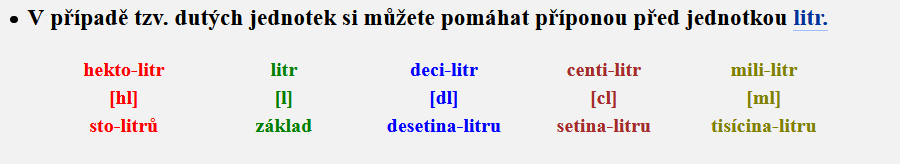 • V případě tzv. dutých jednotek si můžete pomáhat příponou před jednotkou litr.
hekto-litr litr deci-litr centi-litr mili-litr
[hl] [l] [dl] [cl] [ml]
sto-litrů základ desetina-litru setina-litru tisícina-litru